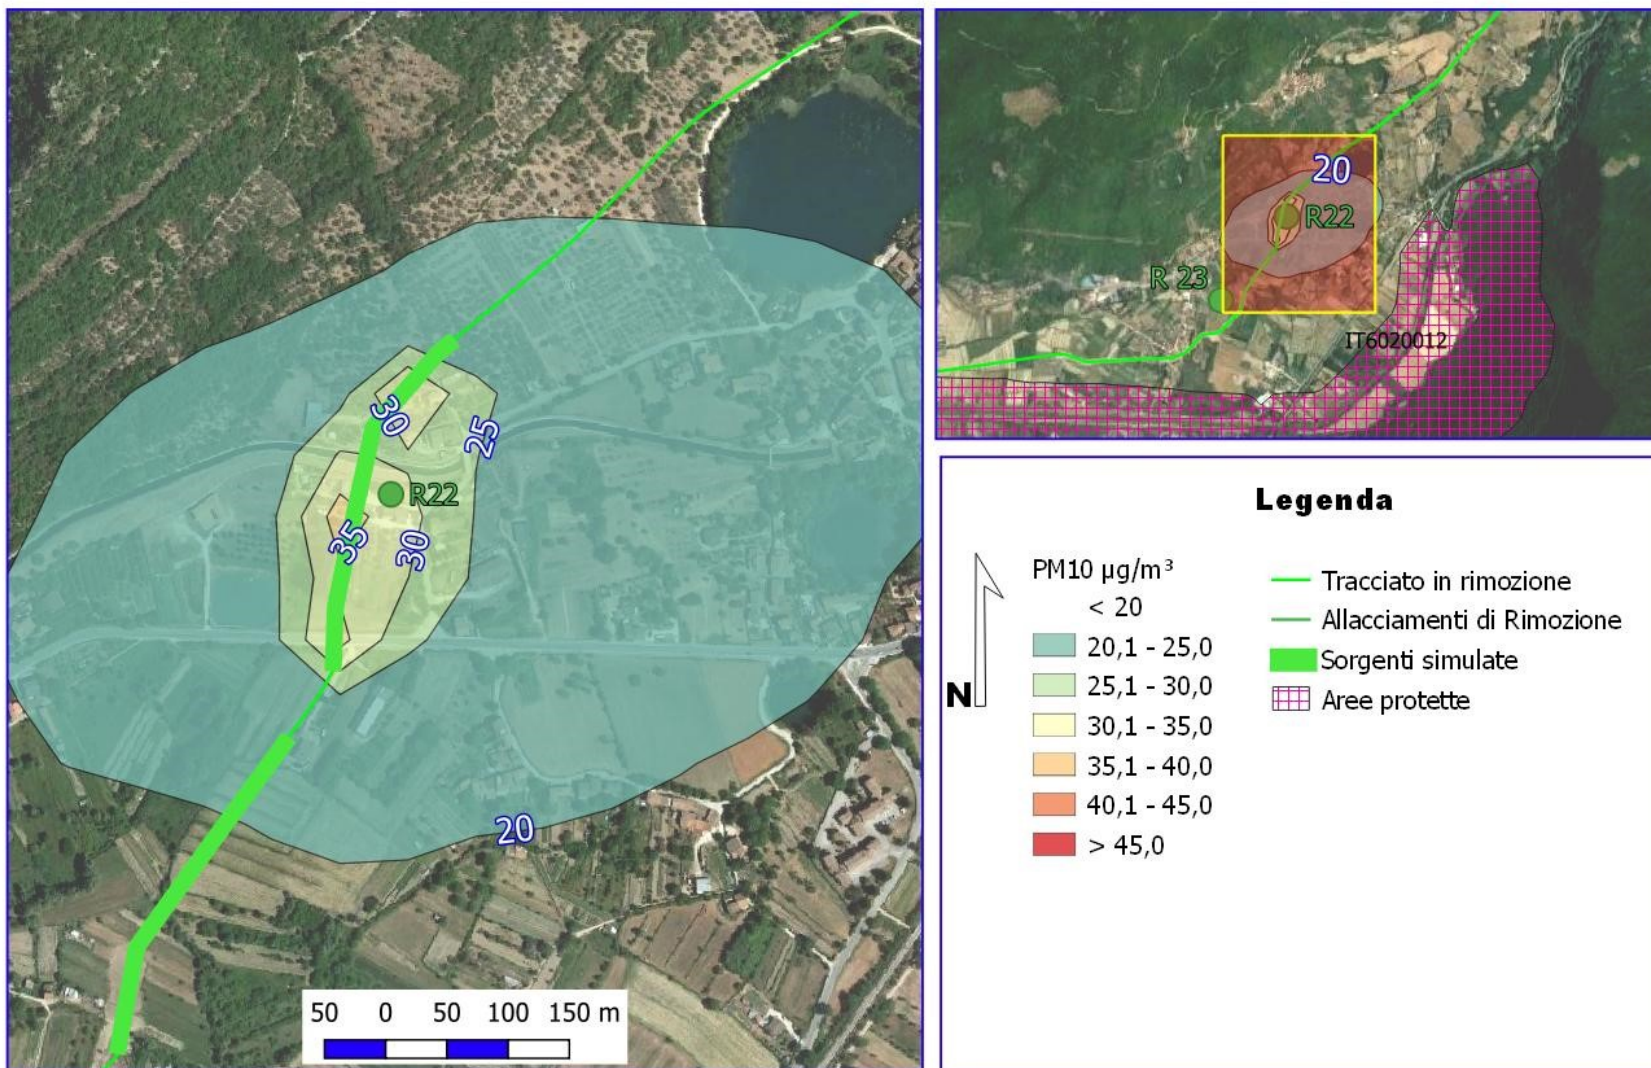 30
25
R22
35
30
20
50 0 50 100 150 m
20
R22
R 23
IT6020012
Legenda
N
PM10 µg/m³
< 20
20,1 - 25,0
25,1 - 30,0
30,1 - 35,0
35,1 - 40,0
40,1 - 45,0
> 45,0
Tracciato in rimozione
Allacciamenti di Rimozione
Sorgenti simulate
Aree protette